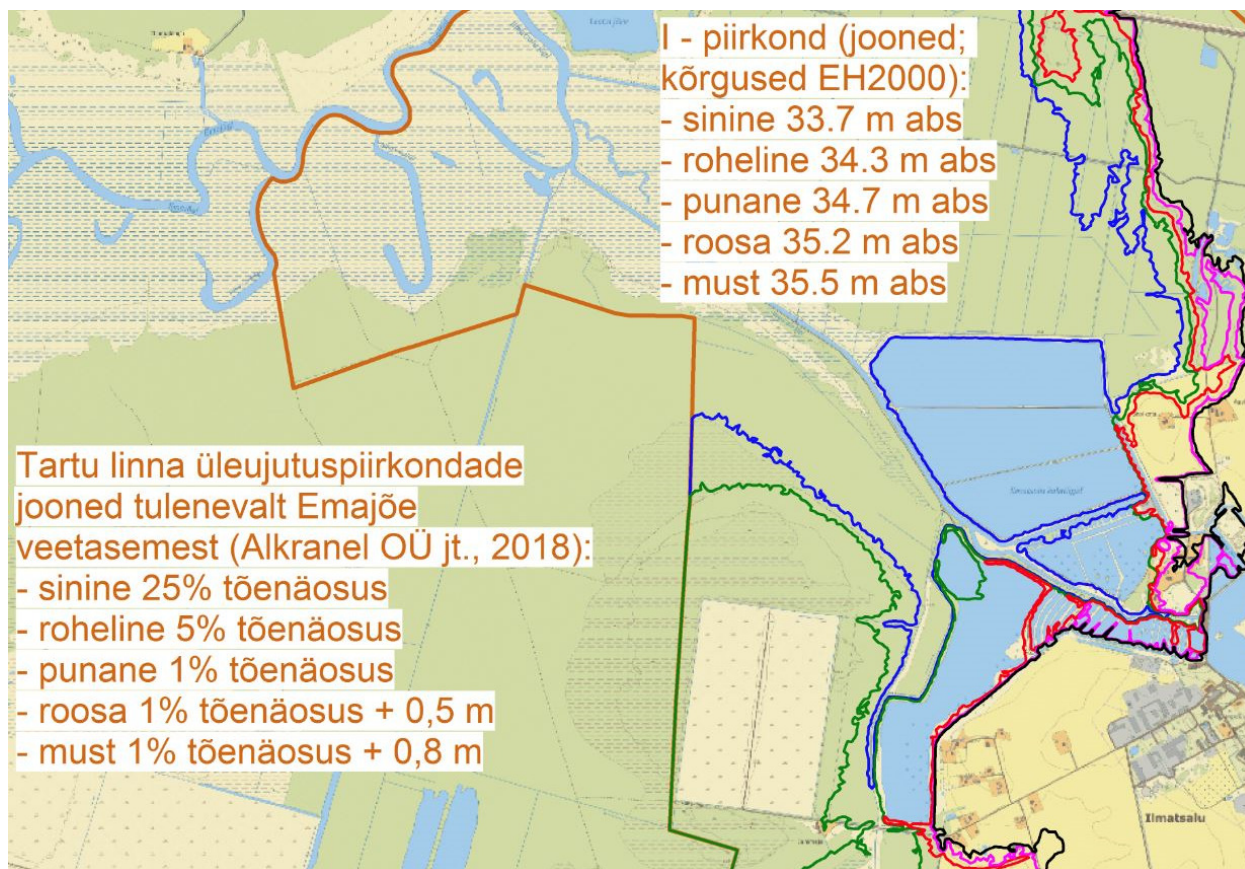 I - piirkond (jooned;
kõrgused EH2000):
- sinine 33.7 m abs
- roheline 34.3 m abs
- punane 34.7 m abs
- roosa 35.2 m abs
- must 35.5 m abs
Tartu linna üleujutuspiirkondade
jooned tulenevalt Emajõe
veetasemest (Alkranel OÜ jt., 2018):
- sinine 25% tõenäosus
- roheline 5% tõenäosus
- punane 1% tõenäosus
- roosa 1% tõenäosus + 0,5 m
- must 1% tõenäosus + 0,8 m
Ilmatsalu